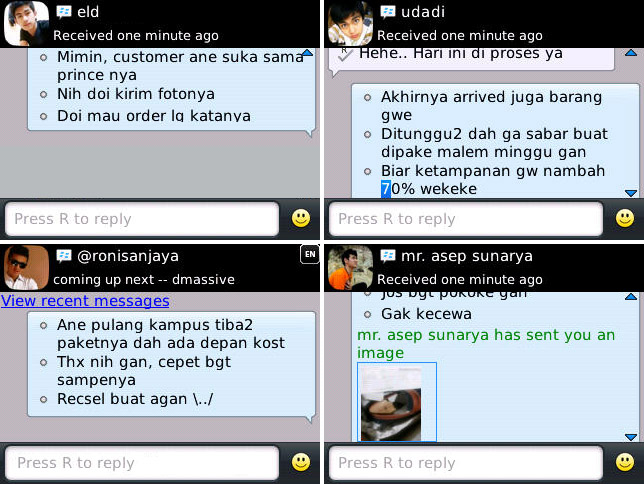 eld
Received one minute ago
Mimin, customer ane suka sama
prince nya
Nih doi kirim fotonya
Doi mau order lg katanya
Press R to reply
udadi
Received one minute ago
R Hehe.. Hari ini di proses ya
Akhirnya arrived juga barang
gwe
Ditunggu2 dah ga sabar buat
dipake malem minggu gan
Biar ketampanan gw nambah
70% wekeke
Press R to reply
@ronisanjaya
EN
coming up next -- dmassive
View recent messages
Ane pulang kampus tiba2
paketnya dah ada depan kost
Thx nih gan, cepet bgt
sampenya
Recsel buat agan \../
Press R to reply
mr. asep sunarya
Received one minute ago
Jos bgt pokoke gan
Gak kecewa
mr. asep sunarya has sent you an
image
Press R to reply